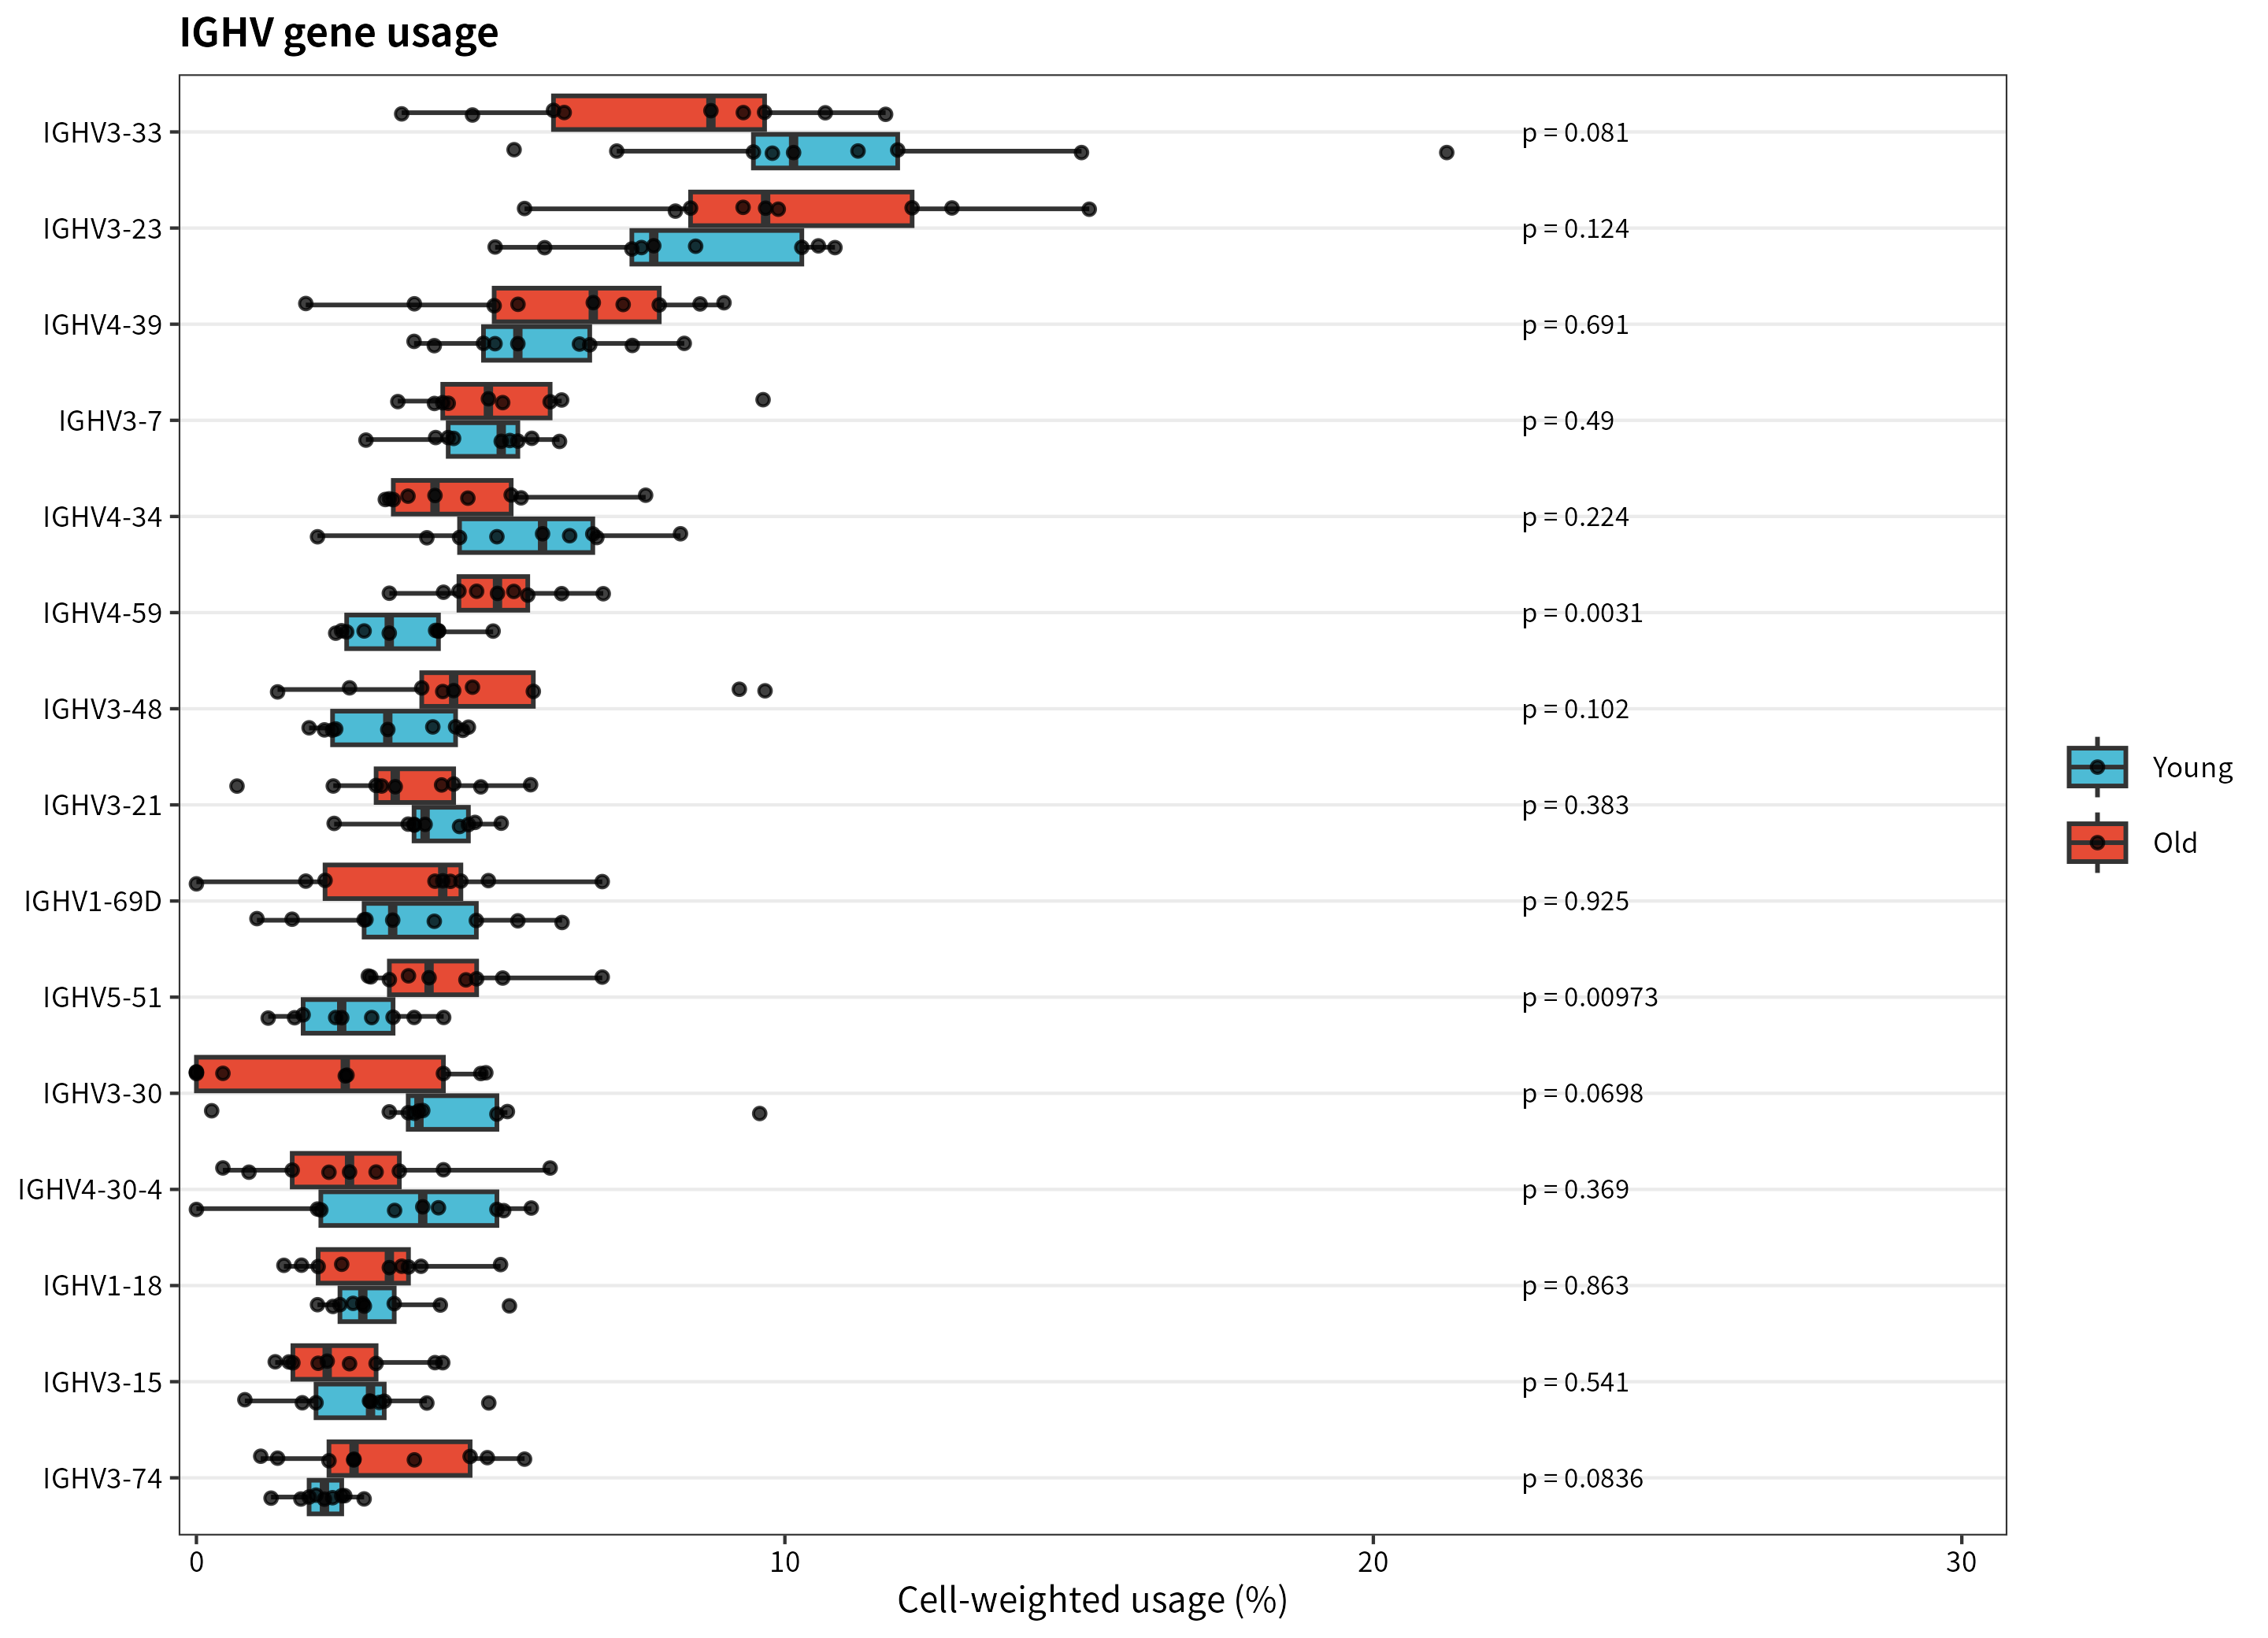 IGHV gene usage
IGHV3-33 p = 0.081
IGHV3-23 p = 0.124
IGHV4-39 p = 0.691
IGHV3-7 p = 0.49
IGHV4-34 p = 0.224
IGHV4-59 p = 0.0031
IGHV3-48 p = 0.102
IGHV3-21 p = 0.383
IGHV1-69D p = 0.925
IGHV5-51 p = 0.00973
IGHV3-30 p = 0.0698
IGHV4-30-4 p = 0.369
IGHV1-18 p = 0.863
IGHV3-15 p = 0.541
IGHV3-74 p = 0.0836
0 10 20 30
Cell-weighted usage (%)
Young
Old